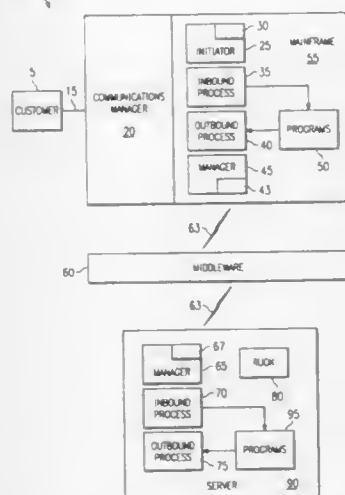 30
INITIATOR
25
MAINFRAME
55
5
CUSTOMER
15
COMMUNICATIONS
MANAGER
20
INBOUND
PROCESS
35
OUTBOUND
PROCESS
40
PROGRAMS
50
MANAGER
45
43
63
60
MIDDLEWARE
63
67
MANAGER
65
RUCK
80
INBOUND
PROCESS
70
95
OUTBOUND
PROCESS
PROGRAMS
75
SERVER
90